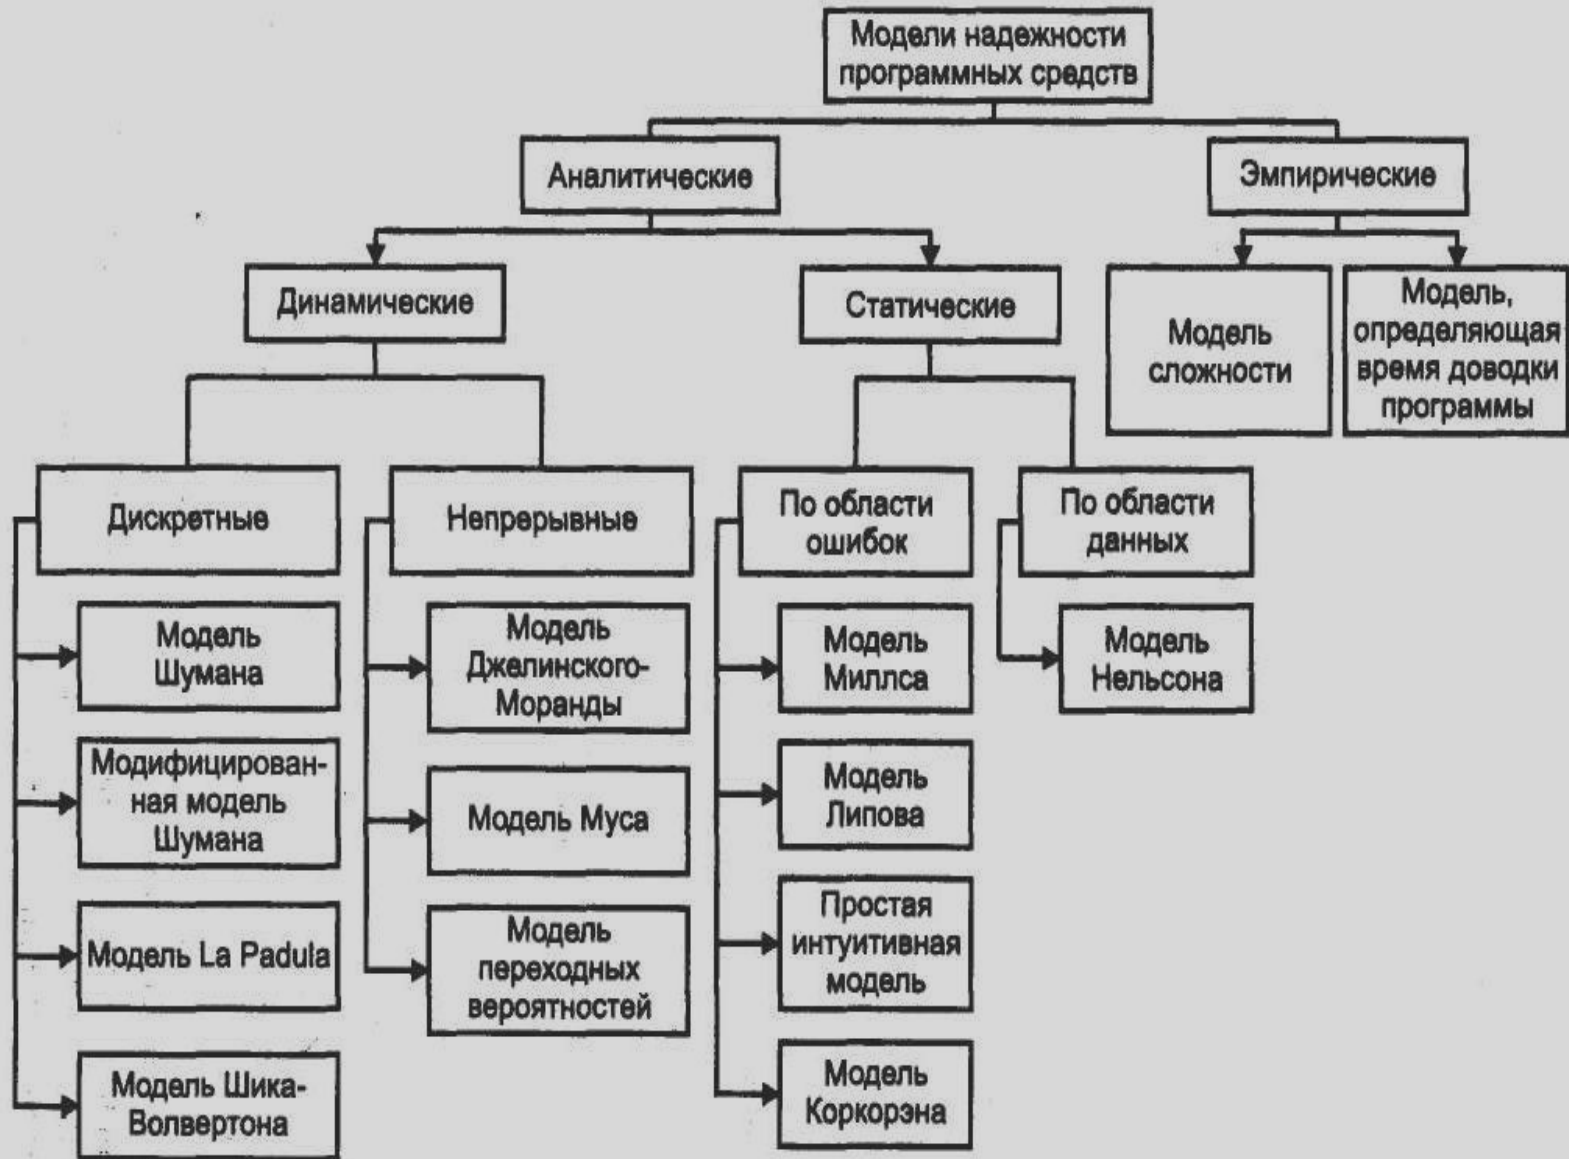 Модели надежности
программных средств
Аналитические
Эмпирические
Динамические
Статические
Модель
сложности
Модель,
определяющая
время доводки
программы
Дискретные
Непрерывные
По области
ошибок
По области
данных
Модель
Шумана
Модифицирован-
ная модель
Шумана
Модель La Padula
Модель Шика-
Волвертона
Модель
Джелинского-
Моранды
Модель Муса
Модель
переходных
вероятностей
Модель
Миллса
Модель
Липова
Простая
интуитивная
модель
Модель
Коркорэна
Модель
Нельсона